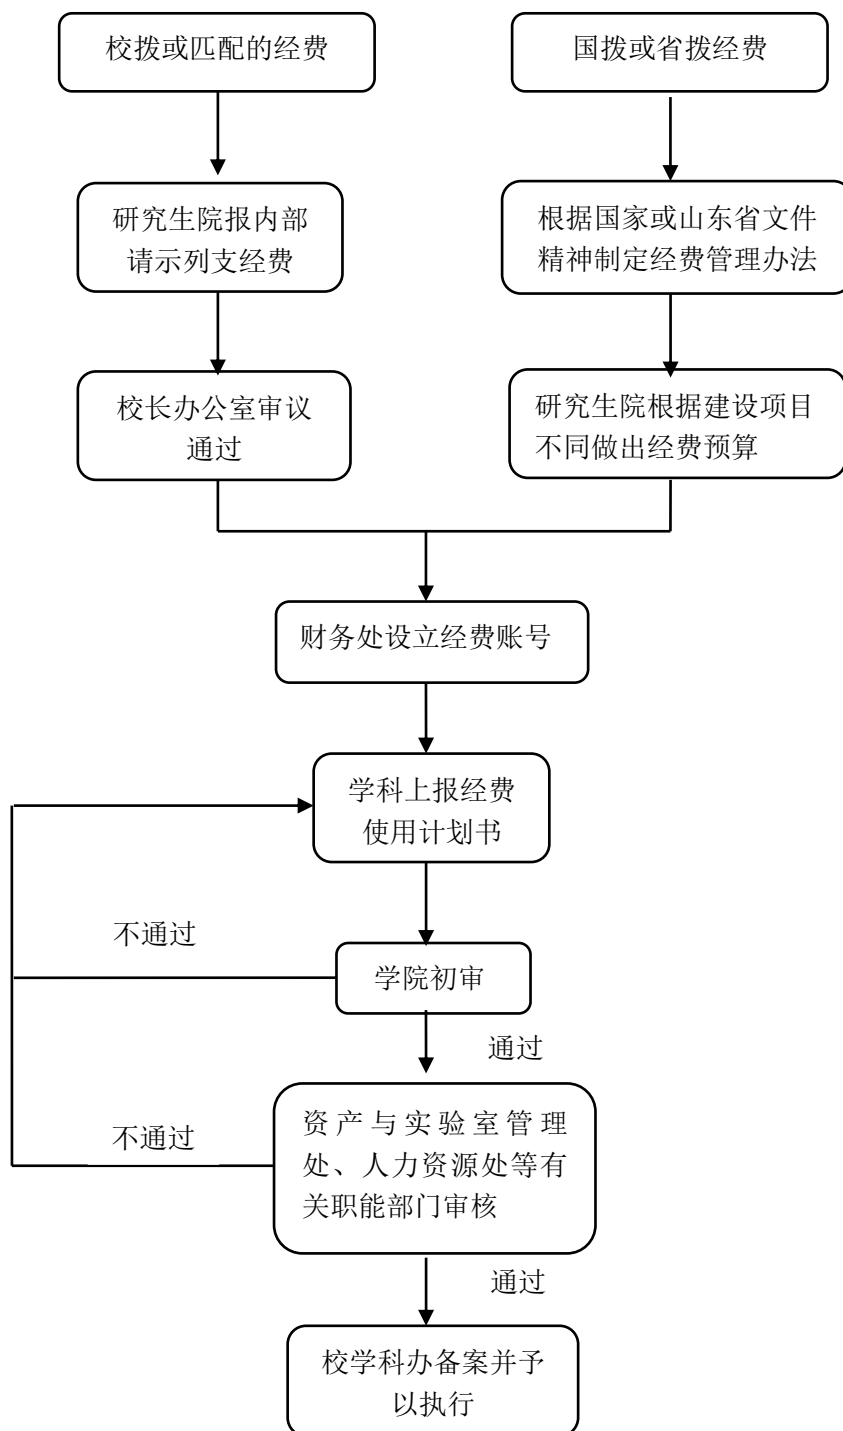 校拨或匹配的经费
国拨或省拨经费
研究生院报内部
请示列支经费
根据国家或山东省文件
精神制定经费管理办法
校长办公室审议
通过
研究生院根据建设项目
不同做出经费预算
财务处设立经费账号
学科上报经费
使用计划书
不通过
学院初审
通过
不通过
资产与实验室管理
处、人力资源处等有
关职能部门审核
通过
校学科办备案并予
以执行